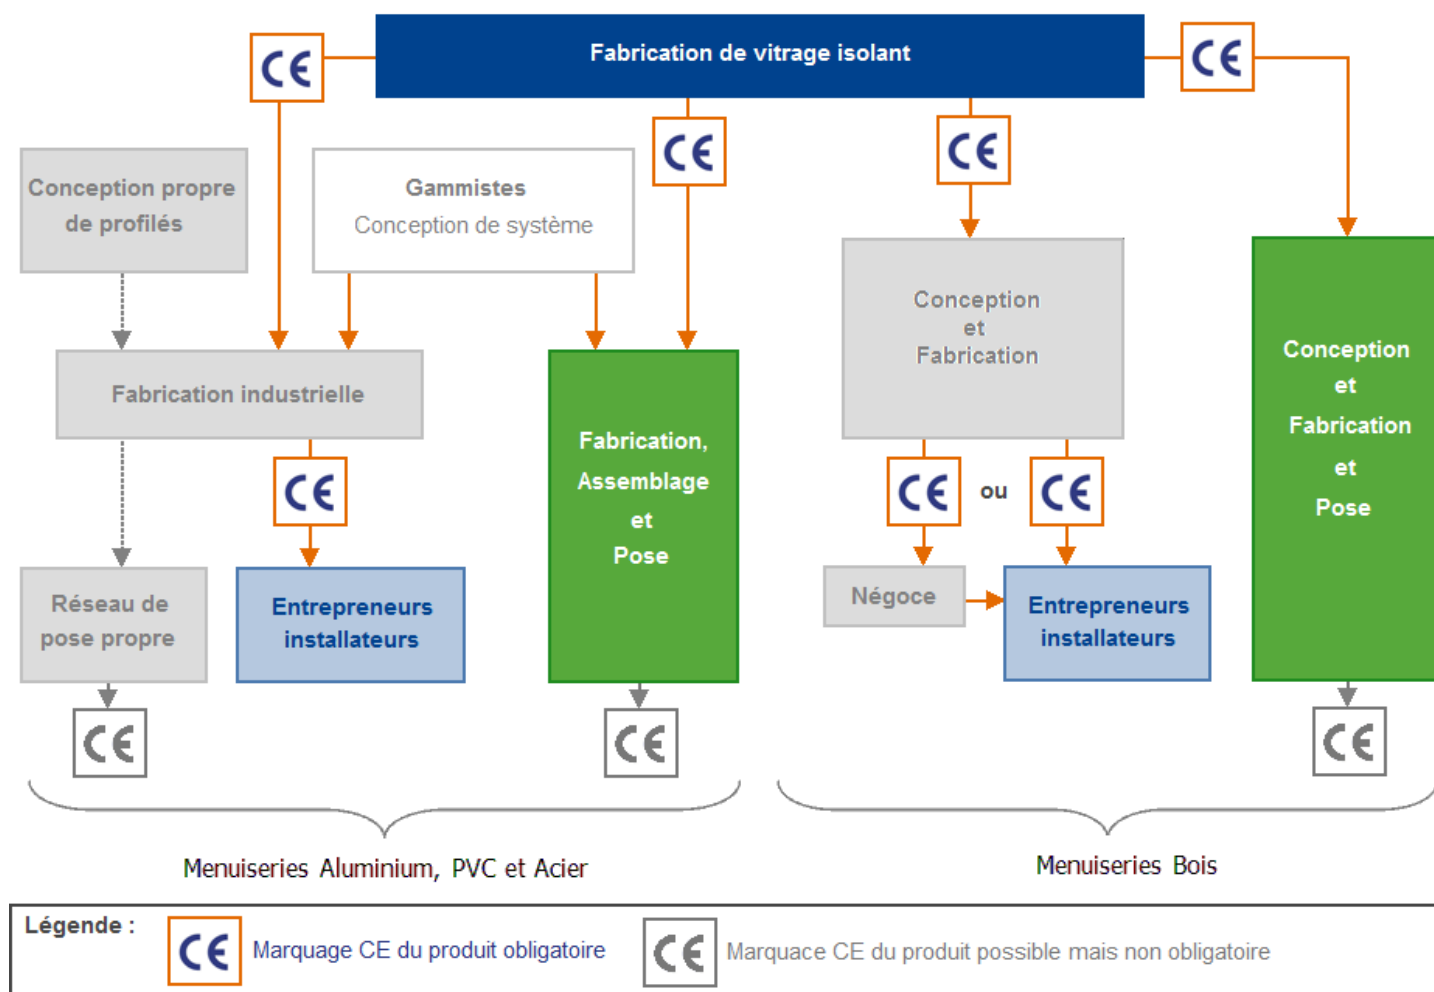 Fabrication de vitrage isolant
CE
CE
CE
CE
Conception propre
de profilés
Gammistes
Conception de système
Fabrication industrielle
Conception
et
Fabrication
Conception
et
Fabrication
et
Pose
Fabrication,
Assemblage
et
Pose
CE
CE
ou
CE
Réseau de
pose propre
Entrepreneurs
installateurs
Négoce
Entrepreneurs
installateurs
CE
CE
CE
Menuiseries Aluminium, PVC et Acier
Menuiseries Bois
Légende :
CE Marquage CE du produit obligatoire
CE Marquace CE du produit possible mais non obligatoire